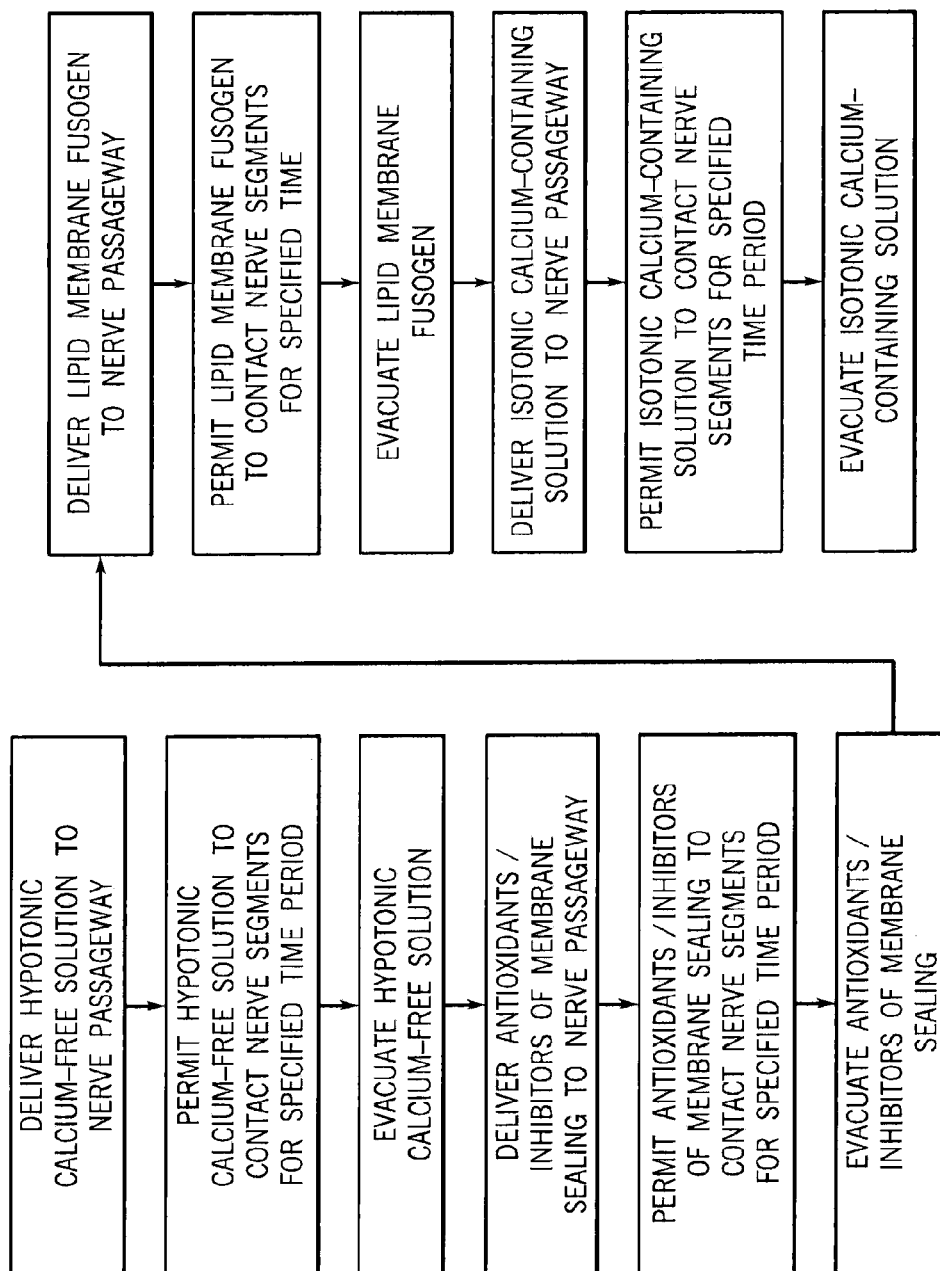 DELIVER HYPOTONIC
CALCIUM-FREE SOLUTION TO
NERVE PASSAGEWAY
PERMIT HYPOTONIC
CALCIUM-FREE SOLUTION TO
CONTACT NERVE SEGMENTS
FOR SPECIFIED TIME PERIOD
EVACUATE HYPOTONIC
CALCIUM-FREE SOLUTION
DELIVER ANTIOXIDANTS /
INHIBITORS OF MEMBRANE
SEALING TO NERVE PASSAGEWAY
PERMIT ANTIOXIDANTS / INHIBITORS
OF MEMBRANE SEALING TO
CONTACT NERVE SEGMENTS
FOR SPECIFIED TIME PERIOD
EVACUATE ANTIOXIDANTS /
INHIBITORS OF MEMBRANE
SEALING
DELIVER LIPID MEMBRANE FUSOGEN
TO NERVE PASSAGEWAY
PERMIT LIPID MEMBRANE FUSOGEN
TO CONTACT NERVE SEGMENTS
FOR SPECIFIED TIME
EVACUATE LIPID MEMBRANE
FUSOGEN
DELIVER ISOTONIC CALCIUM-CONTAINING
SOLUTION TO NERVE PASSAGEWAY
PERMIT ISOTONIC CALCIUM-CONTAINING
SOLUTION TO CONTACT NERVE
SEGMENTS FOR SPECIFIED
TIME PERIOD
EVACUATE ISOTONIC CALCIUM-
CONTAINING SOLUTION